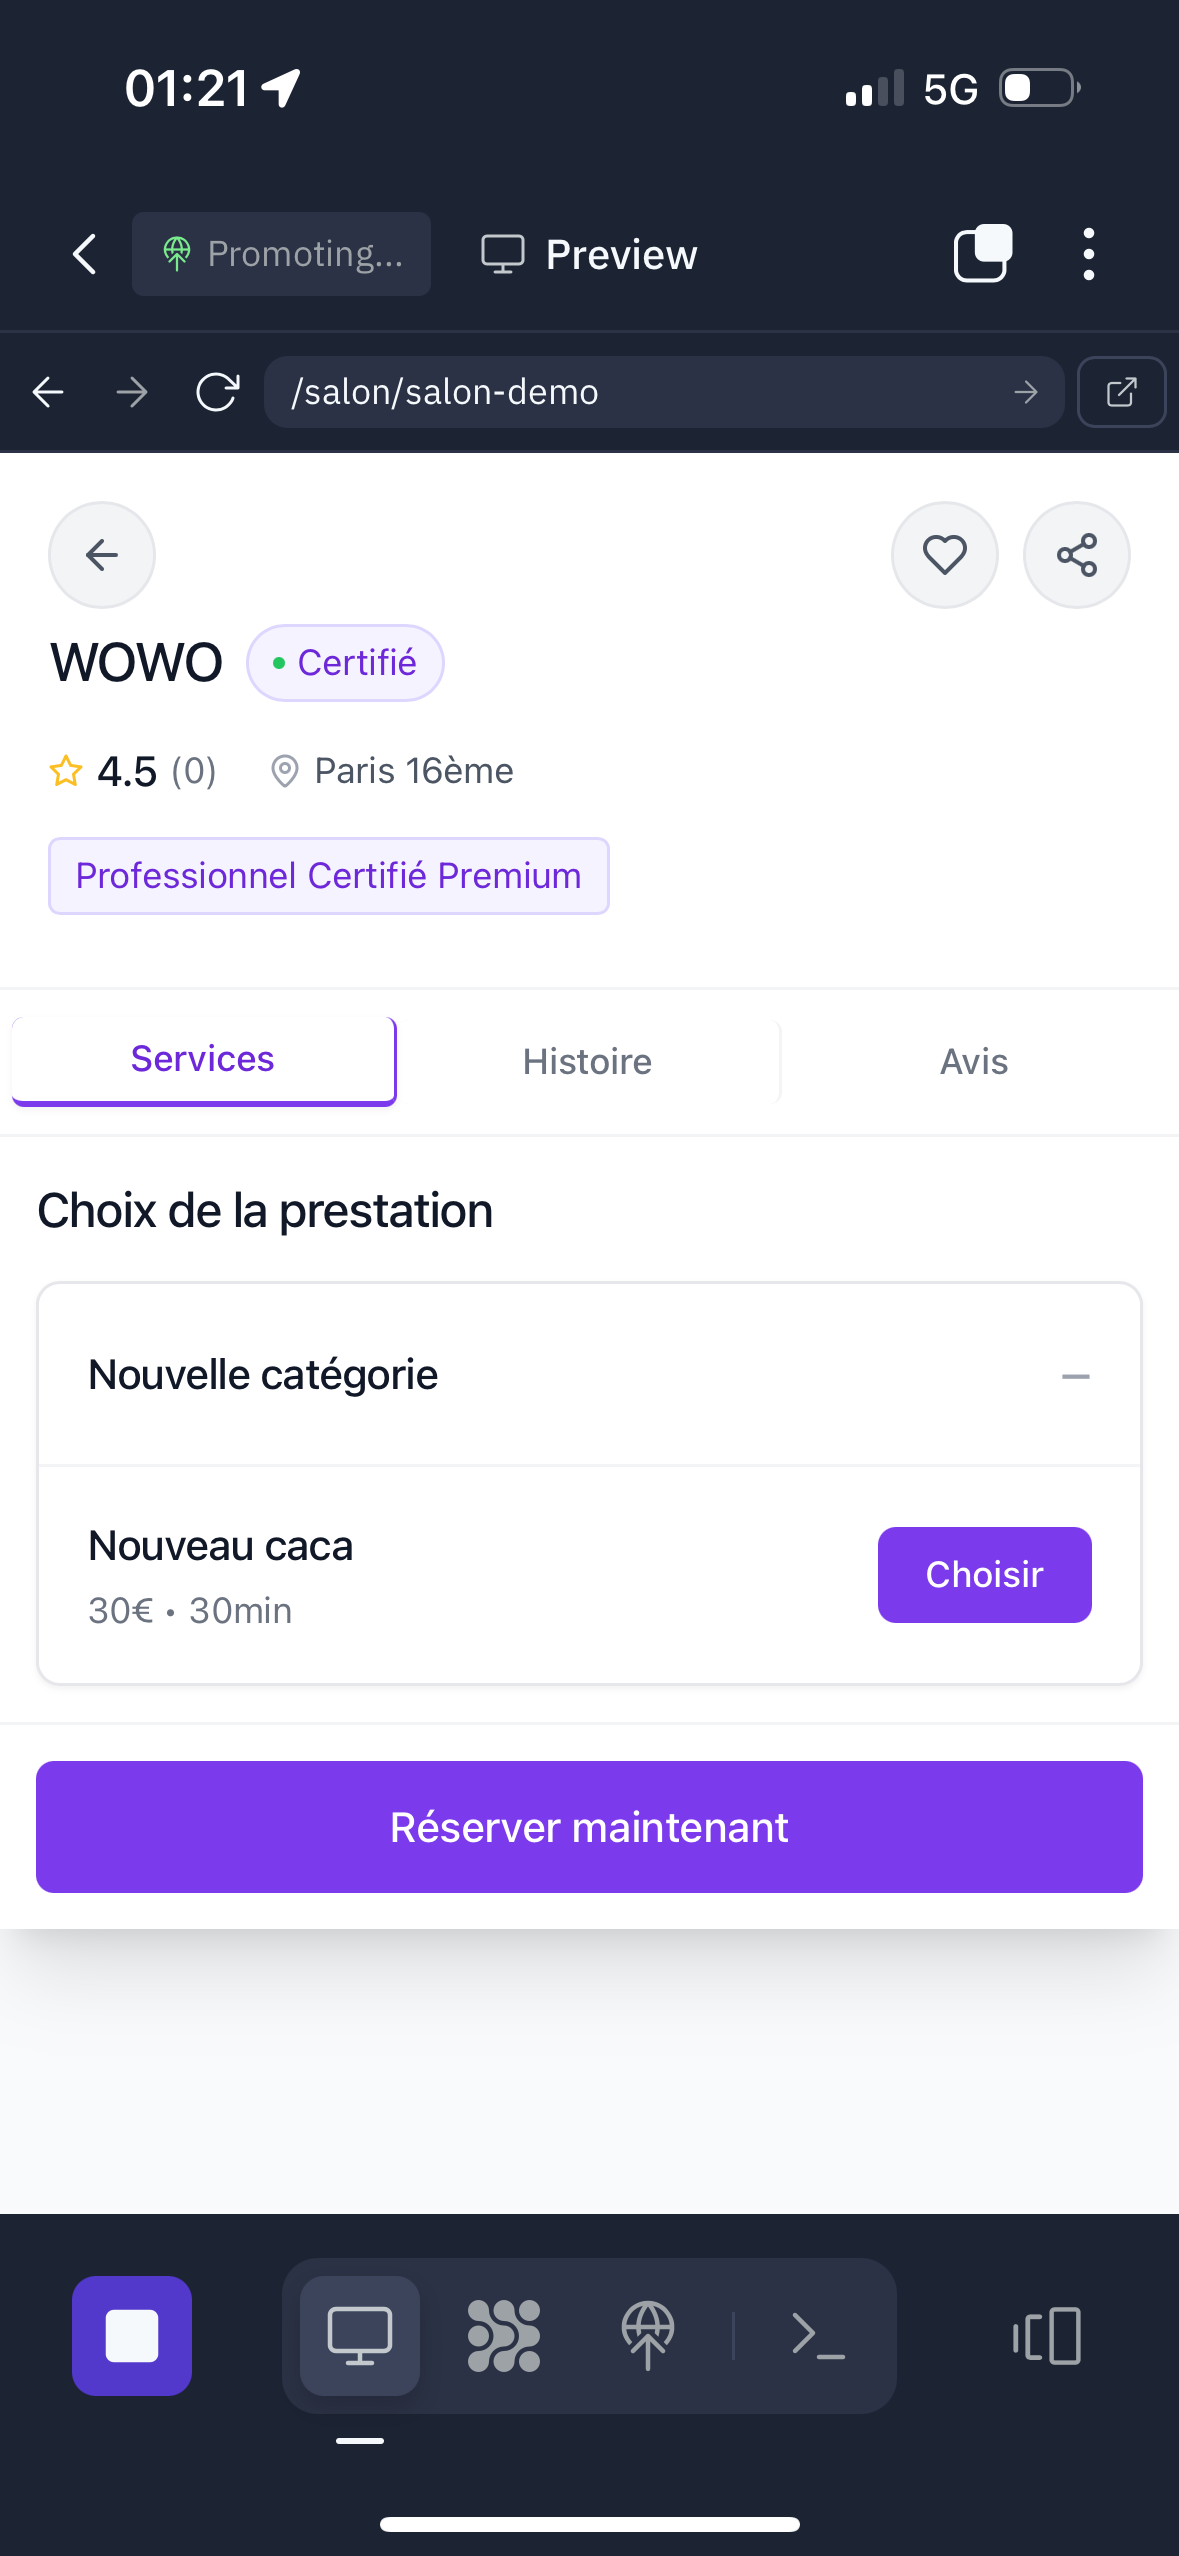 01:21 5G
Promoting... Preview
/salon/salon-demo
WOWO Certifié
4.5 (0) Paris 16ème
Professionnel Certifié Premium
Services Histoire Avis
Choix de la prestation
Nouvelle catégorie
Nouveau caca
30€ • 30min
Choisir
Réserver maintenant